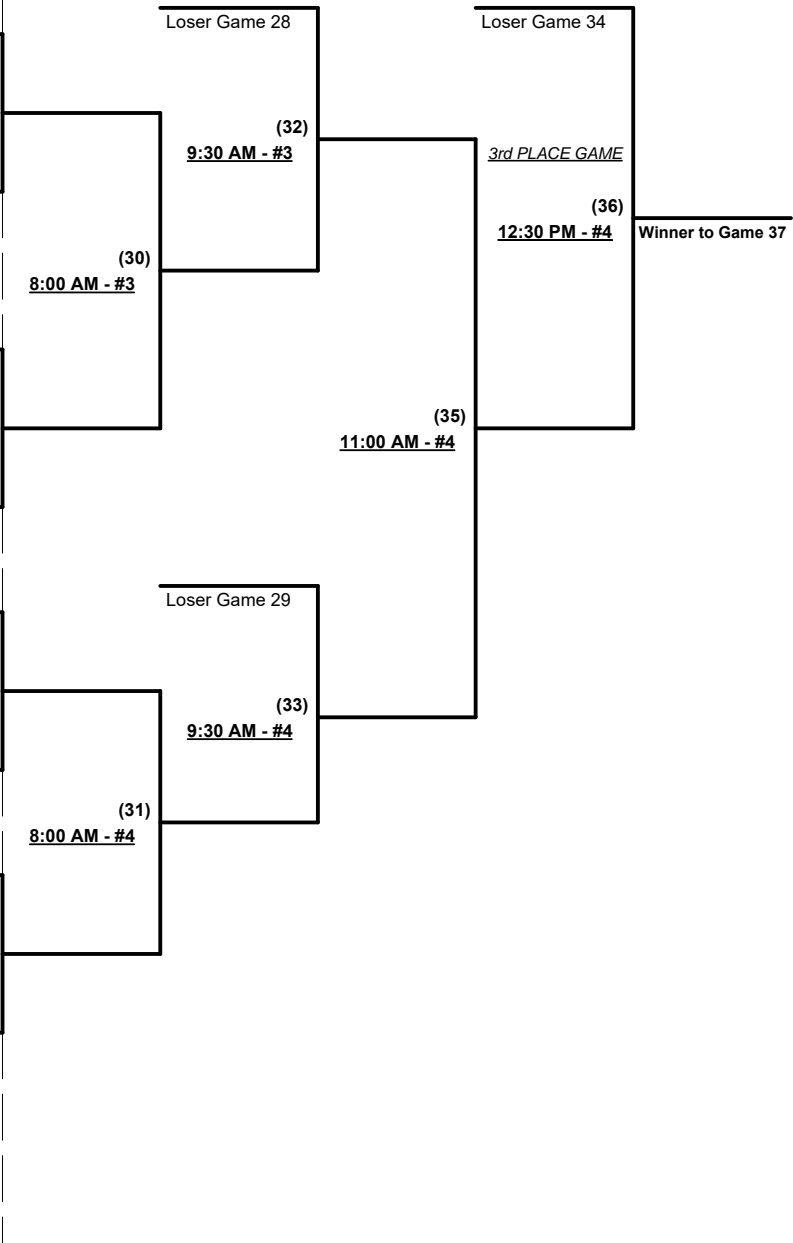 Loser Game 28
Loser Game 34
(32)
9:30 AM - #3
3rd PLACE GAME
(36)
12:30 PM - #4
Winner to Game 37
(30)
8:00 AM - #3
(35)
11:00 AM - #4
Loser Game 29
(33)
9:30 AM - #4
(31)
8:00 AM - #4